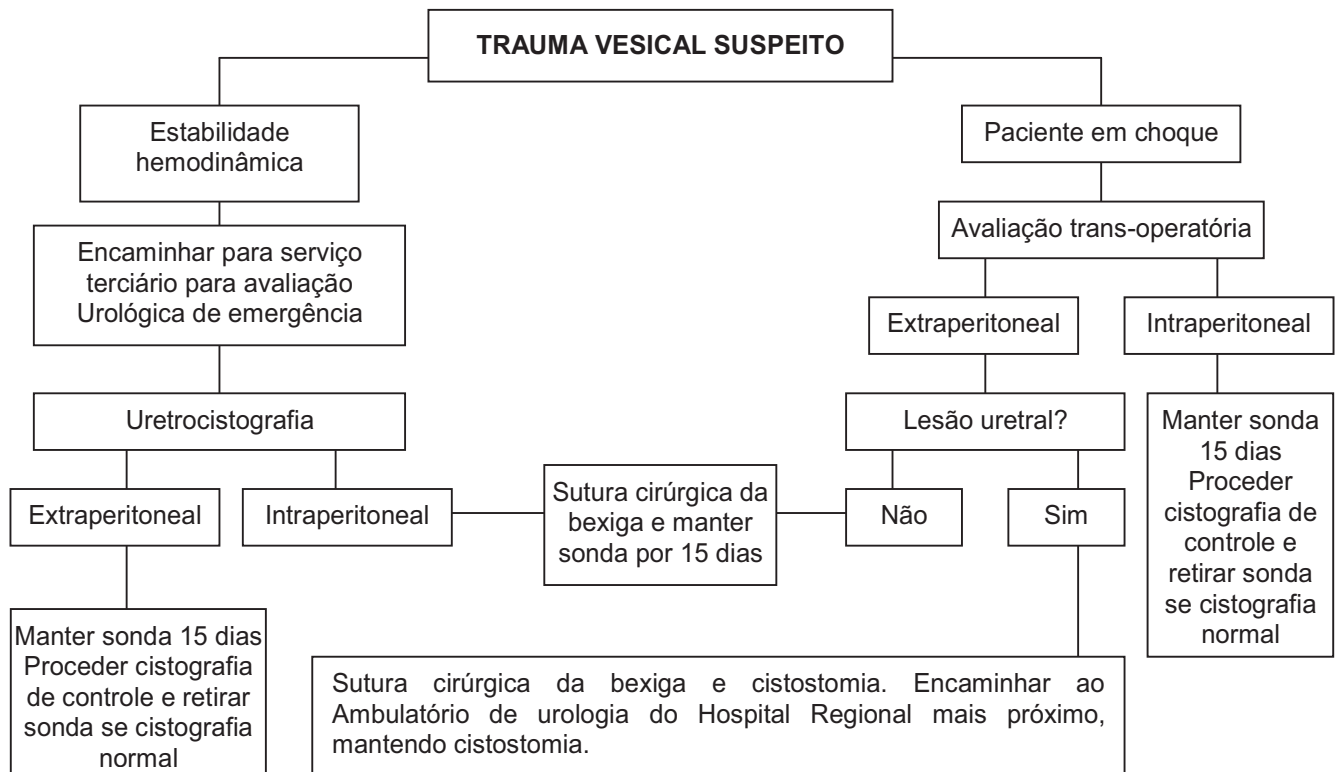 TRAUMA VESICAL SUSPEITO
Estabilidade
hemodinâmica
Paciente em choque
Encaminhar para serviço
terciário para avaliação
Urológica de emergência
Avaliação trans-operatória
Extraperitoneal
Intraperitoneal
Uretrocistografia
Lesão uretral?
Manter sonda
15 dias
Proceder
cistografia de
controle e
retirar sonda
se cistografia
normal
Extraperitoneal
Intraperitoneal
Sutura cirúrgica da
bexiga e manter
sonda por 15 dias
Não
Sim
Manter sonda 15 dias
Proceder cistografia
de controle e retirar
sonda se cistografia
normal
Sutura cirúrgica da bexiga e cistostomia. Encaminhar ao
Ambulatório de urologia do Hospital Regional mais próximo,
mantendo cistostomia.